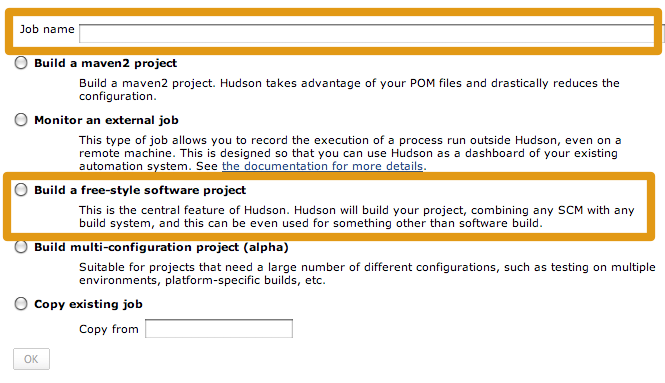 Job name
Build a maven2 project
Build a maven2 project. Hudson takes advantage of your POM files and drastically reduces the
configuration.
Monitor an external job
This type of job allows you to record the execution of a process run outside Hudson, even on a
remote machine. This is designed so that you can use Hudson as a dashboard of your existing
automation system. See the documentation for more details.
Build a free-style software project
This is the central feature of Hudson. Hudson will build your project, combining any SCM with any
build system, and this can be even used for something other than software build.
Build multi-configuration project (alpha)
Suitable for projects that need a large number of different configurations, such as testing on multiple
environments, platform-specific builds, etc.
Copy existing job
Copy from
OK